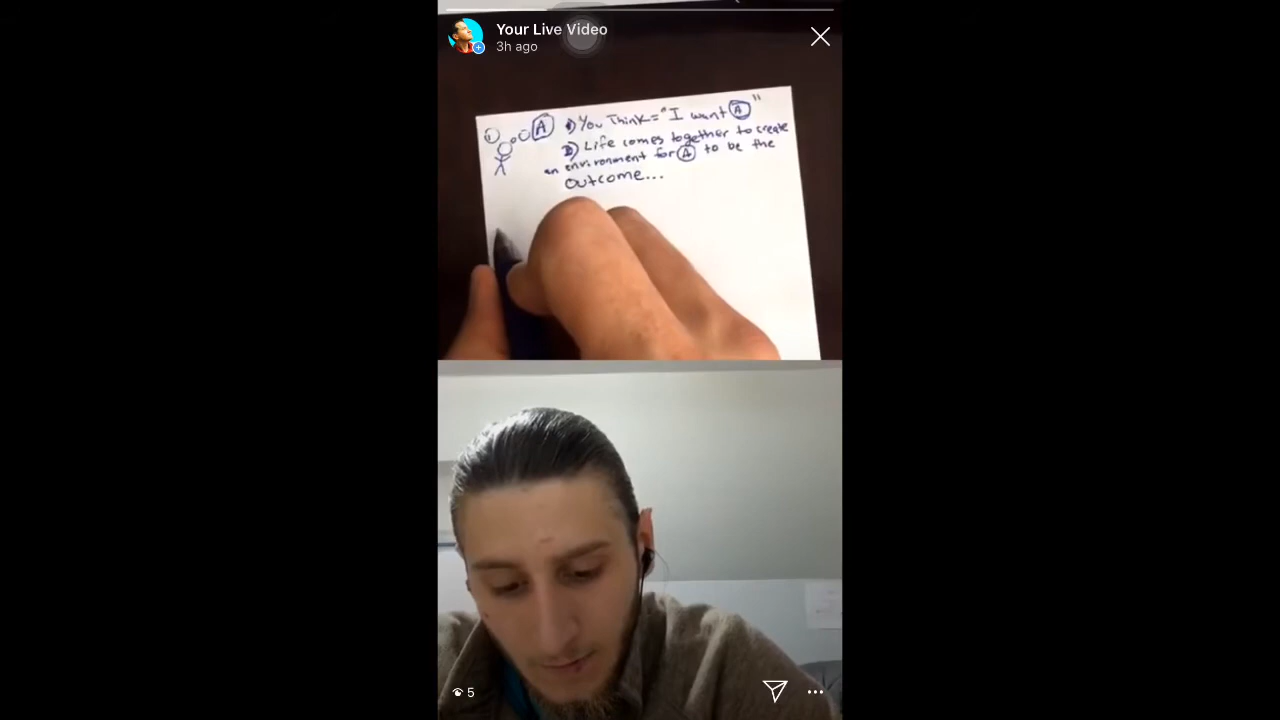 Your Live Video
3h ago
A 1) You Think = "I want A"
2) Life comes together to create
an environment for A to be the
outcome...
5